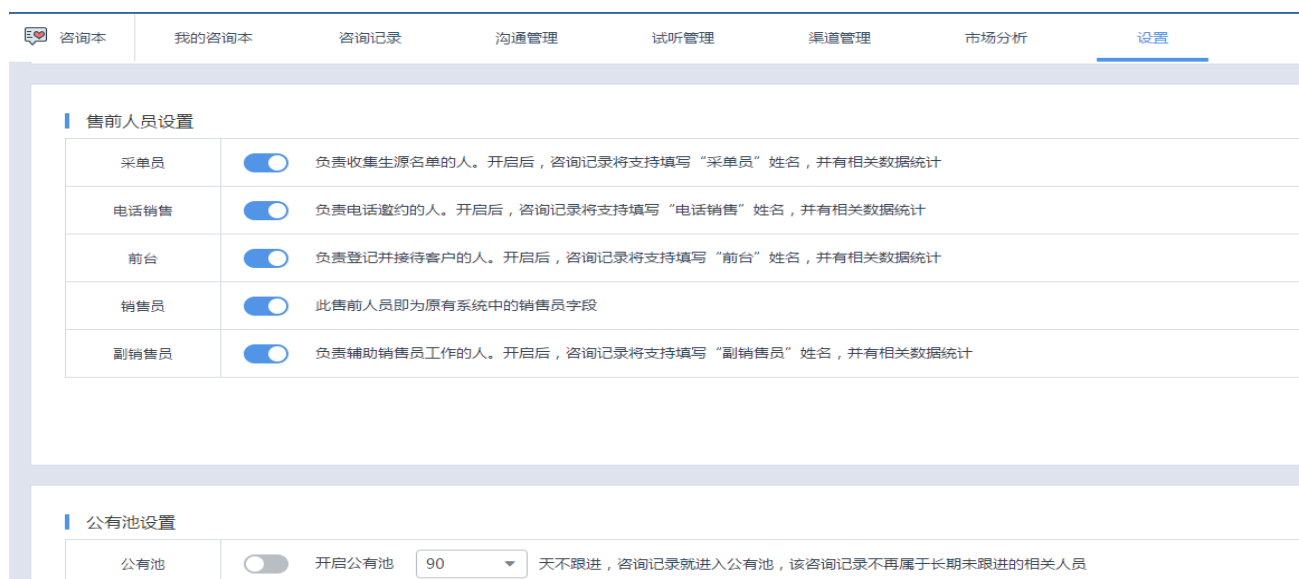 咨询本 我的咨询本 咨询记录 沟通管理 试听管理 渠道管理 市场分析 设置
售前人员设置
采单员 负责收集生源名单的人。开启后，咨询记录将支持填写“采单员”姓名，并有相关数据统计
电话销售 负责电话邀约的人。开启后，咨询记录将支持填写“电话销售”姓名，并有相关数据统计
前台 负责登记并接待客户的人。开启后，咨询记录将支持填写“前台”姓名，并有相关数据统计
销售员 此售前人员即为原有系统中的销售员字段
副销售员 负责辅助销售员工作的人。开启后，咨询记录将支持填写“副销售员”姓名，并有相关数据统计
公有池设置
公有池 开启公有池 90 天不跟进，咨询记录就进入公有池，该咨询记录不再属于长期未跟进的相关人员